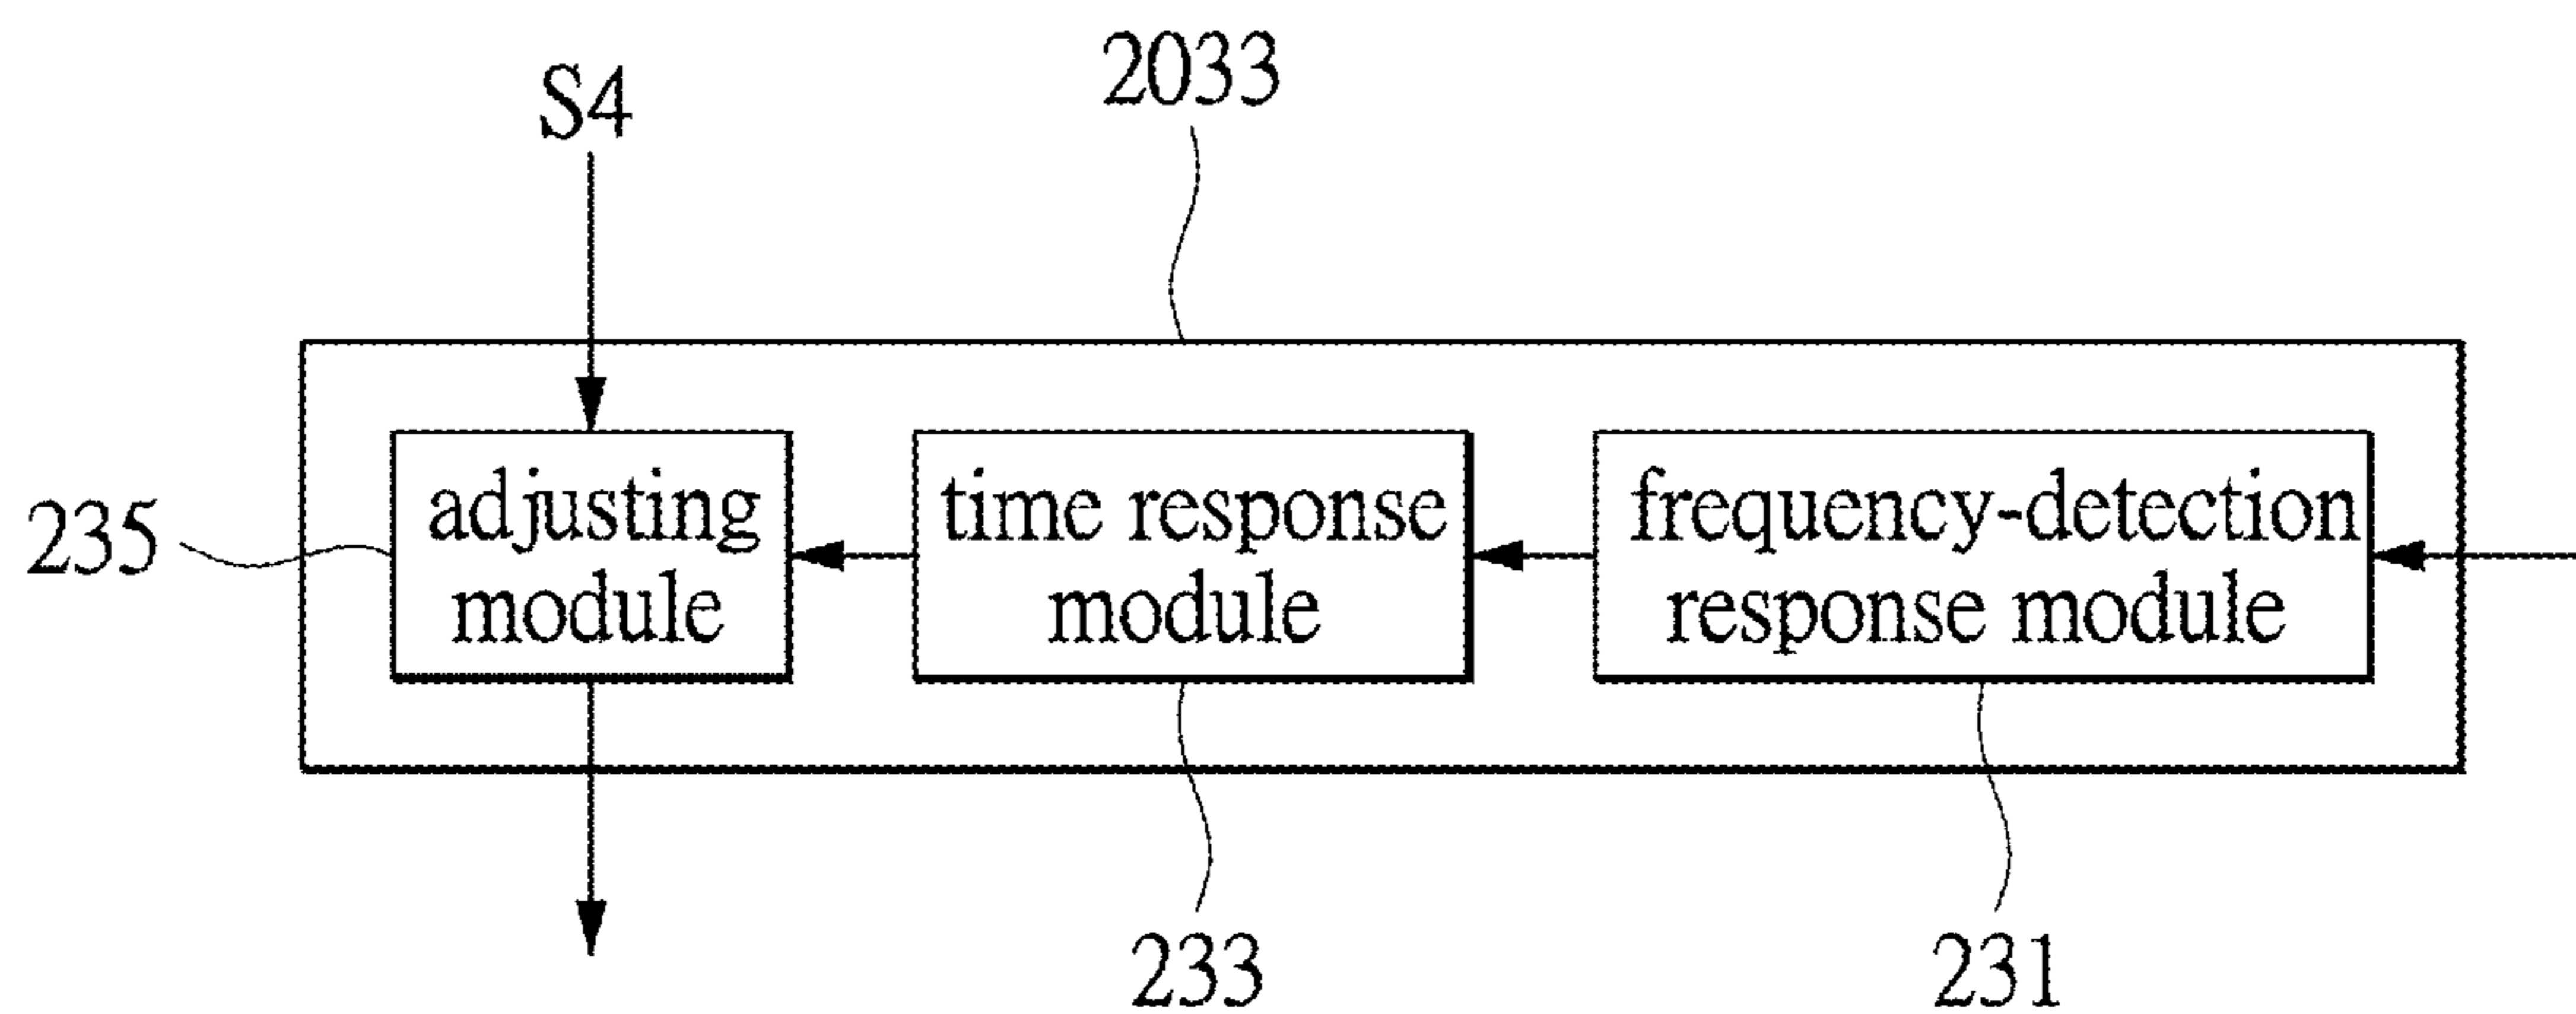 S4
2033
235
adjusting
module
time response
module
frequency-detection
response module
233
231